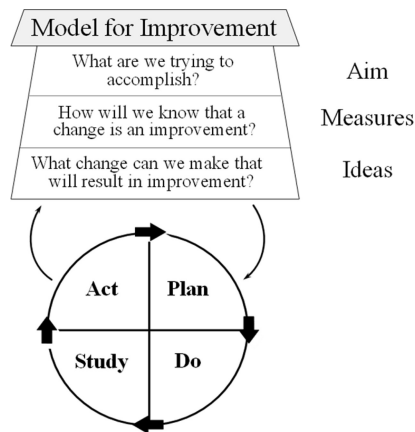 Model for Improvement
What are we trying to
accomplish?
Aim
How will we know that a
change is an improvement?
Measures
What change can we make that
will result in improvement?
Ideas
Act
Plan
Study
Do